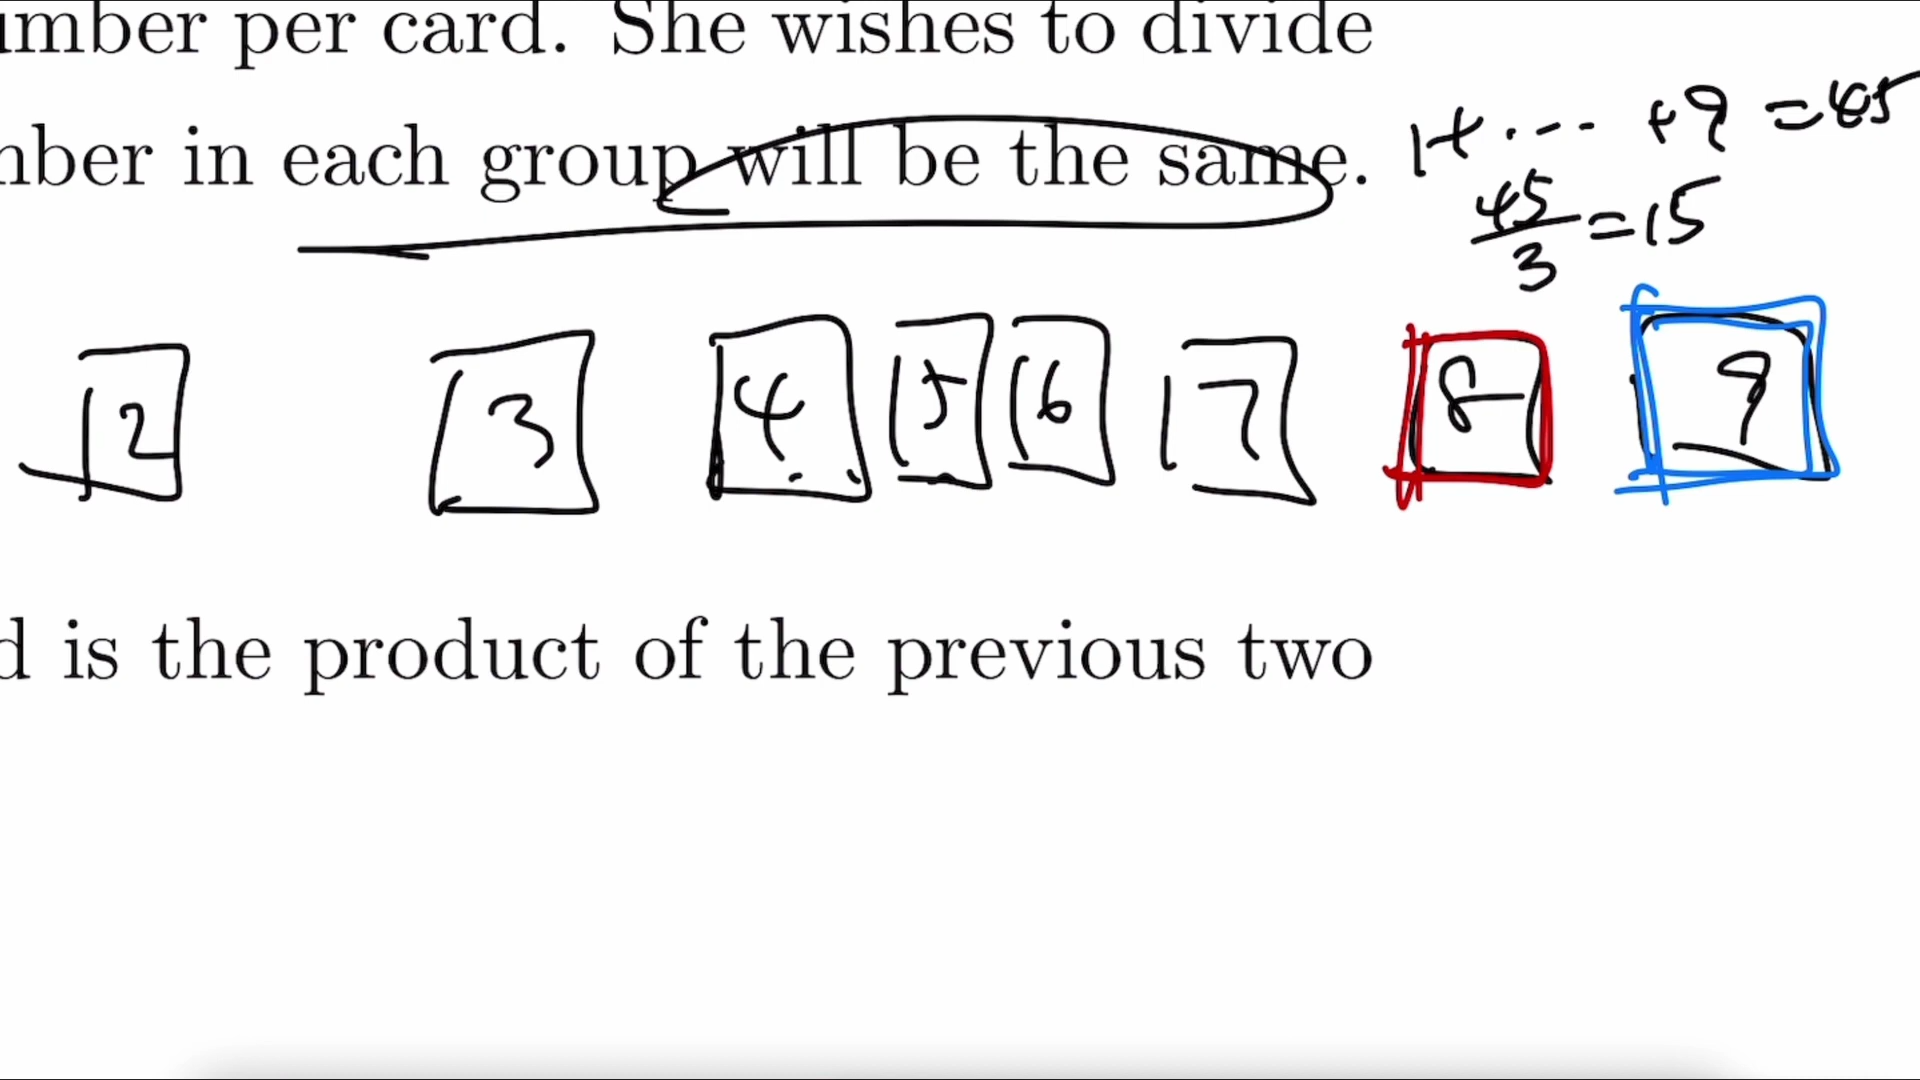 umber per card. She wishes to divide
mber in each group will be the same.
1+ ... +9 = 45
45/3 = 15
2 3 4 5 6 7 8 9
d is the product of the previous two